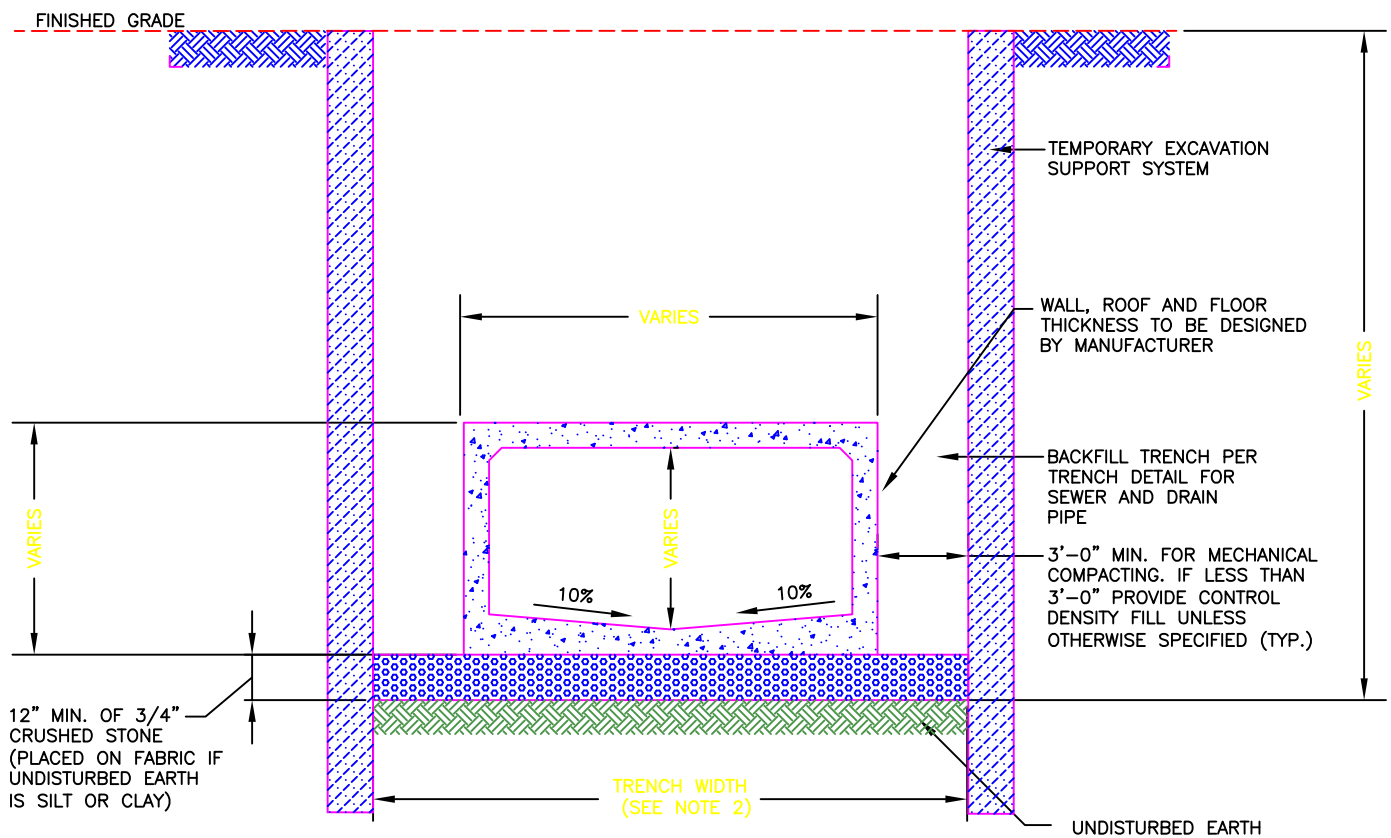 FINISHED GRADE
TEMPORARY EXCAVATION
SUPPORT SYSTEM
VARIES
WALL, ROOF AND FLOOR
THICKNESS TO BE DESIGNED
BY MANUFACTURER
VARIES
BACKFILL TRENCH PER
TRENCH DETAIL FOR
SEWER AND DRAIN
PIPE
VARIES
VARIES
3'-0" MIN. FOR MECHANICAL
COMPACTING. IF LESS THAN
3'-0" PROVIDE CONTROL
DENSITY FILL UNLESS
OTHERWISE SPECIFIED (TYP.)
10%
10%
12" MIN. OF 3/4"
CRUSHED STONE
(PLACED ON FABRIC IF
UNDISTURBED EARTH
IS SILT OR CLAY)
TRENCH WIDTH
(SEE NOTE 2)
UNDISTURBED EARTH